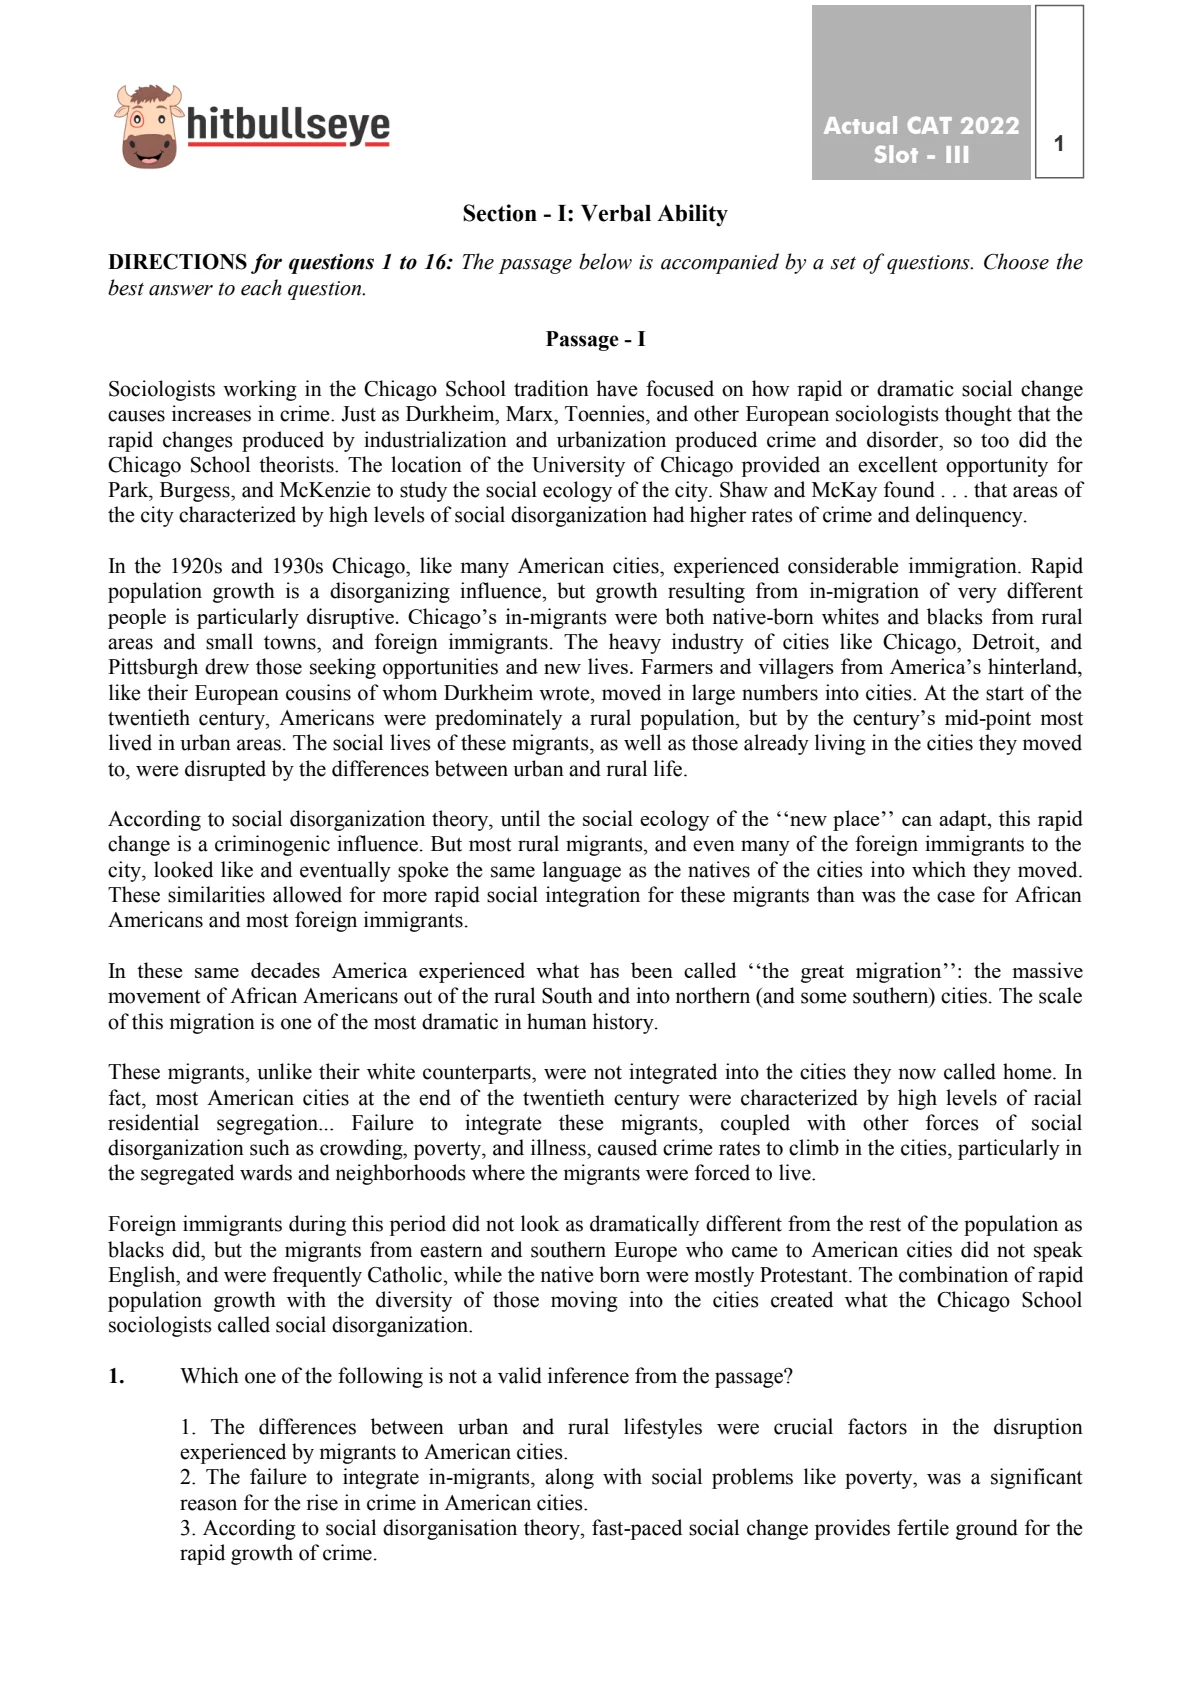 hitbullseye
Actual CAT 2022
Slot - III
1
Section - I: Verbal Ability
DIRECTIONS for questions 1 to 16: The passage below is accompanied by a set of questions. Choose the
best answer to each question.
Passage - I
Sociologists working in the Chicago School tradition have focused on how rapid or dramatic social change
causes increases in crime. Just as Durkheim, Marx, Toennies, and other European sociologists thought that the
rapid changes produced by industrialization and urbanization produced crime and disorder, so too did the
Chicago School theorists. The location of the University of Chicago provided an excellent opportunity for
Park, Burgess, and McKenzie to study the social ecology of the city. Shaw and McKay found . . . that areas of
the city characterized by high levels of social disorganization had higher rates of crime and delinquency.
In the 1920s and 1930s Chicago, like many American cities, experienced considerable immigration. Rapid
population growth is a disorganizing influence, but growth resulting from in-migration of very different
people is particularly disruptive. Chicago’s in-migrants were both native-born whites and blacks from rural
areas and small towns, and foreign immigrants. The heavy industry of cities like Chicago, Detroit, and
Pittsburgh drew those seeking opportunities and new lives. Farmers and villagers from America’s hinterland,
like their European cousins of whom Durkheim wrote, moved in large numbers into cities. At the start of the
twentieth century, Americans were predominately a rural population, but by the century’s mid-point most
lived in urban areas. The social lives of these migrants, as well as those already living in the cities they moved
to, were disrupted by the differences between urban and rural life.
According to social disorganization theory, until the social ecology of the ‘‘new place’’ can adapt, this rapid
change is a criminogenic influence. But most rural migrants, and even many of the foreign immigrants to the
city, looked like and eventually spoke the same language as the natives of the cities into which they moved.
These similarities allowed for more rapid social integration for these migrants than was the case for African
Americans and most foreign immigrants.
In these same decades America experienced what has been called ‘‘the great migration’’: the massive
movement of African Americans out of the rural South and into northern (and some southern) cities. The scale
of this migration is one of the most dramatic in human history.
These migrants, unlike their white counterparts, were not integrated into the cities they now called home. In
fact, most American cities at the end of the twentieth century were characterized by high levels of racial
residential segregation... Failure to integrate these migrants, coupled with other forces of social
disorganization such as crowding, poverty, and illness, caused crime rates to climb in the cities, particularly in
the segregated wards and neighborhoods where the migrants were forced to live.
Foreign immigrants during this period did not look as dramatically different from the rest of the population as
blacks did, but the migrants from eastern and southern Europe who came to American cities did not speak
English, and were frequently Catholic, while the native born were mostly Protestant. The combination of rapid
population growth with the diversity of those moving into the cities created what the Chicago School
sociologists called social disorganization.
1. Which one of the following is not a valid inference from the passage?
1. The differences between urban and rural lifestyles were crucial factors in the disruption
experienced by migrants to American cities.
2. The failure to integrate in-migrants, along with social problems like poverty, was a significant
reason for the rise in crime in American cities.
3. According to social disorganisation theory, fast-paced social change provides fertile ground for the
rapid growth of crime.